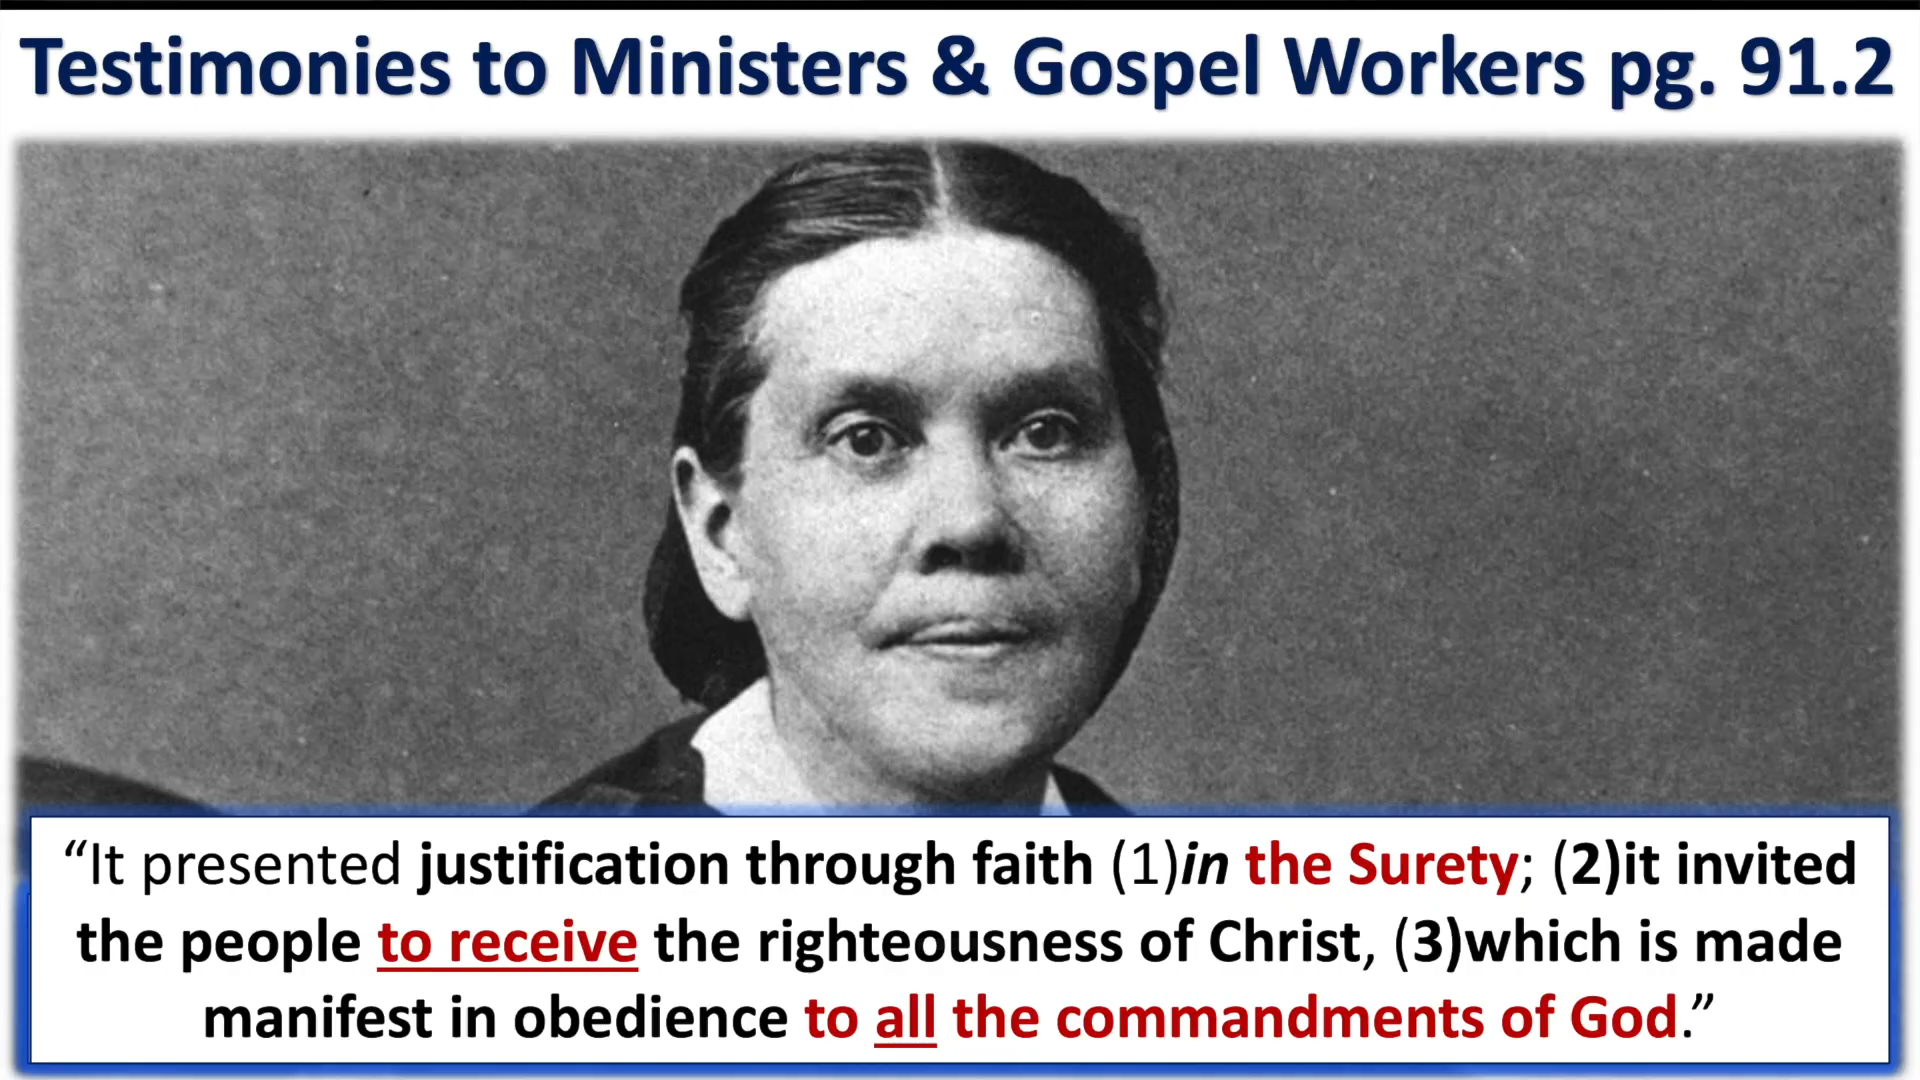 Testimonies to Ministers & Gospel Workers pg. 91.2
“It presented justification through faith (1)in the Surety; (2)it invited
the people to receive the righteousness of Christ, (3)which is made
manifest in obedience to all the commandments of God.”